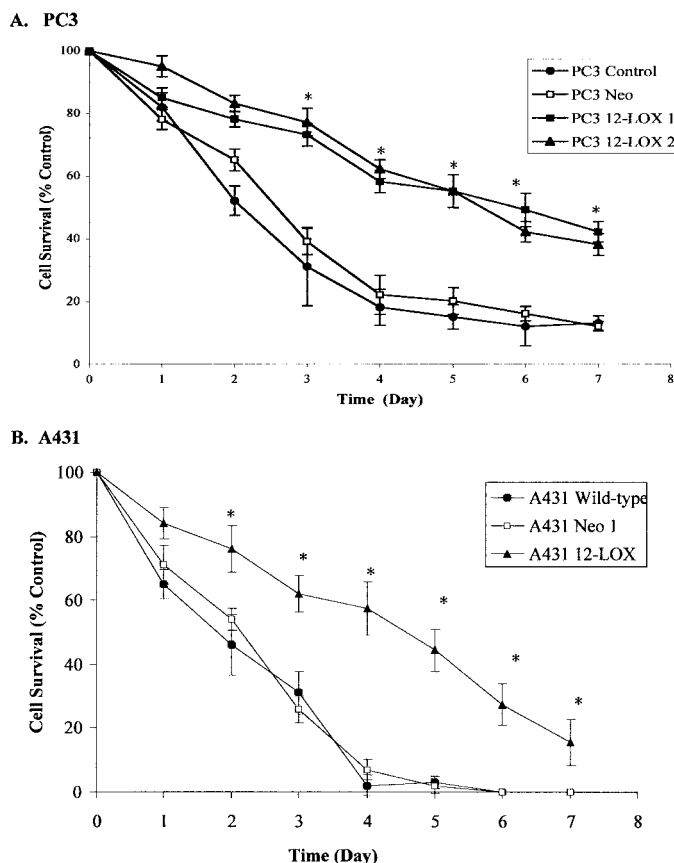 A. PC3
100
80
60
40
20
0
Cell Survival (% Control)
PC3 Control
PC3 Neo
PC3 12-LOX 1
PC3 12-LOX 2
* * * * *
0 1 2 3 4 5 6 7 8
Time (Day)
B. A431
100
80
60
40
20
0
Cell Survival (% Control)
A431 Wild-type
A431 Neo 1
A431 12-LOX
* * * * * *
0 1 2 3 4 5 6 7 8
Time (Day)